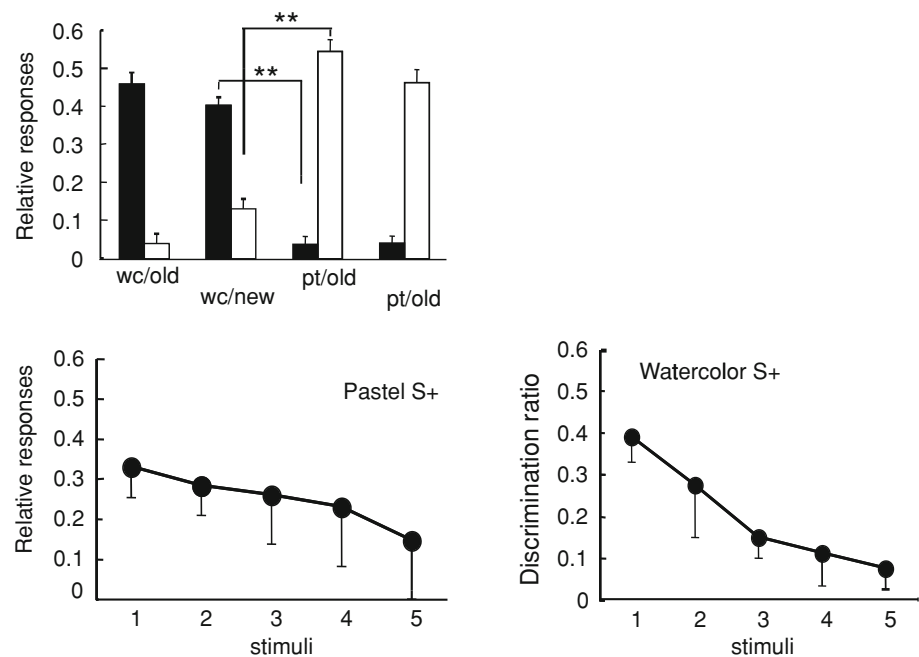 Relative responses
0.6
0.5
0.4
0.3
0.2
0.1
0
**
**
wc/old
wc/new
pt/old
pt/old
Relative responses
0.6
0.5
0.4
0.3
0.2
0.1
0
Pastel S+
1 2 3 4 5
stimuli
Discrimination ratio
0.6
0.5
0.4
0.3
0.2
0.1
0
Watercolor S+
1 2 3 4 5
stimuli